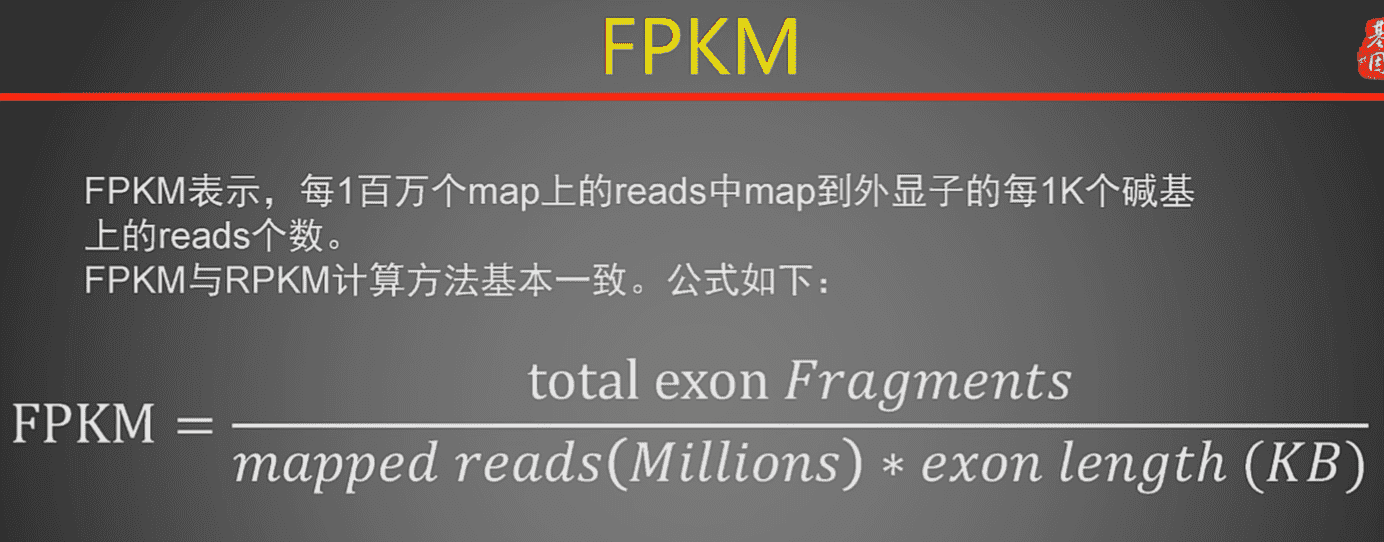 FPKM
基因
FPKM表示，每1百万个map上的reads中map到外显子的每1K个碱基
上的reads个数。
FPKM与RPKM计算方法基本一致。公式如下：
total exon Fragments
FPKM =
mapped reads(Millions) * exon length (KB)